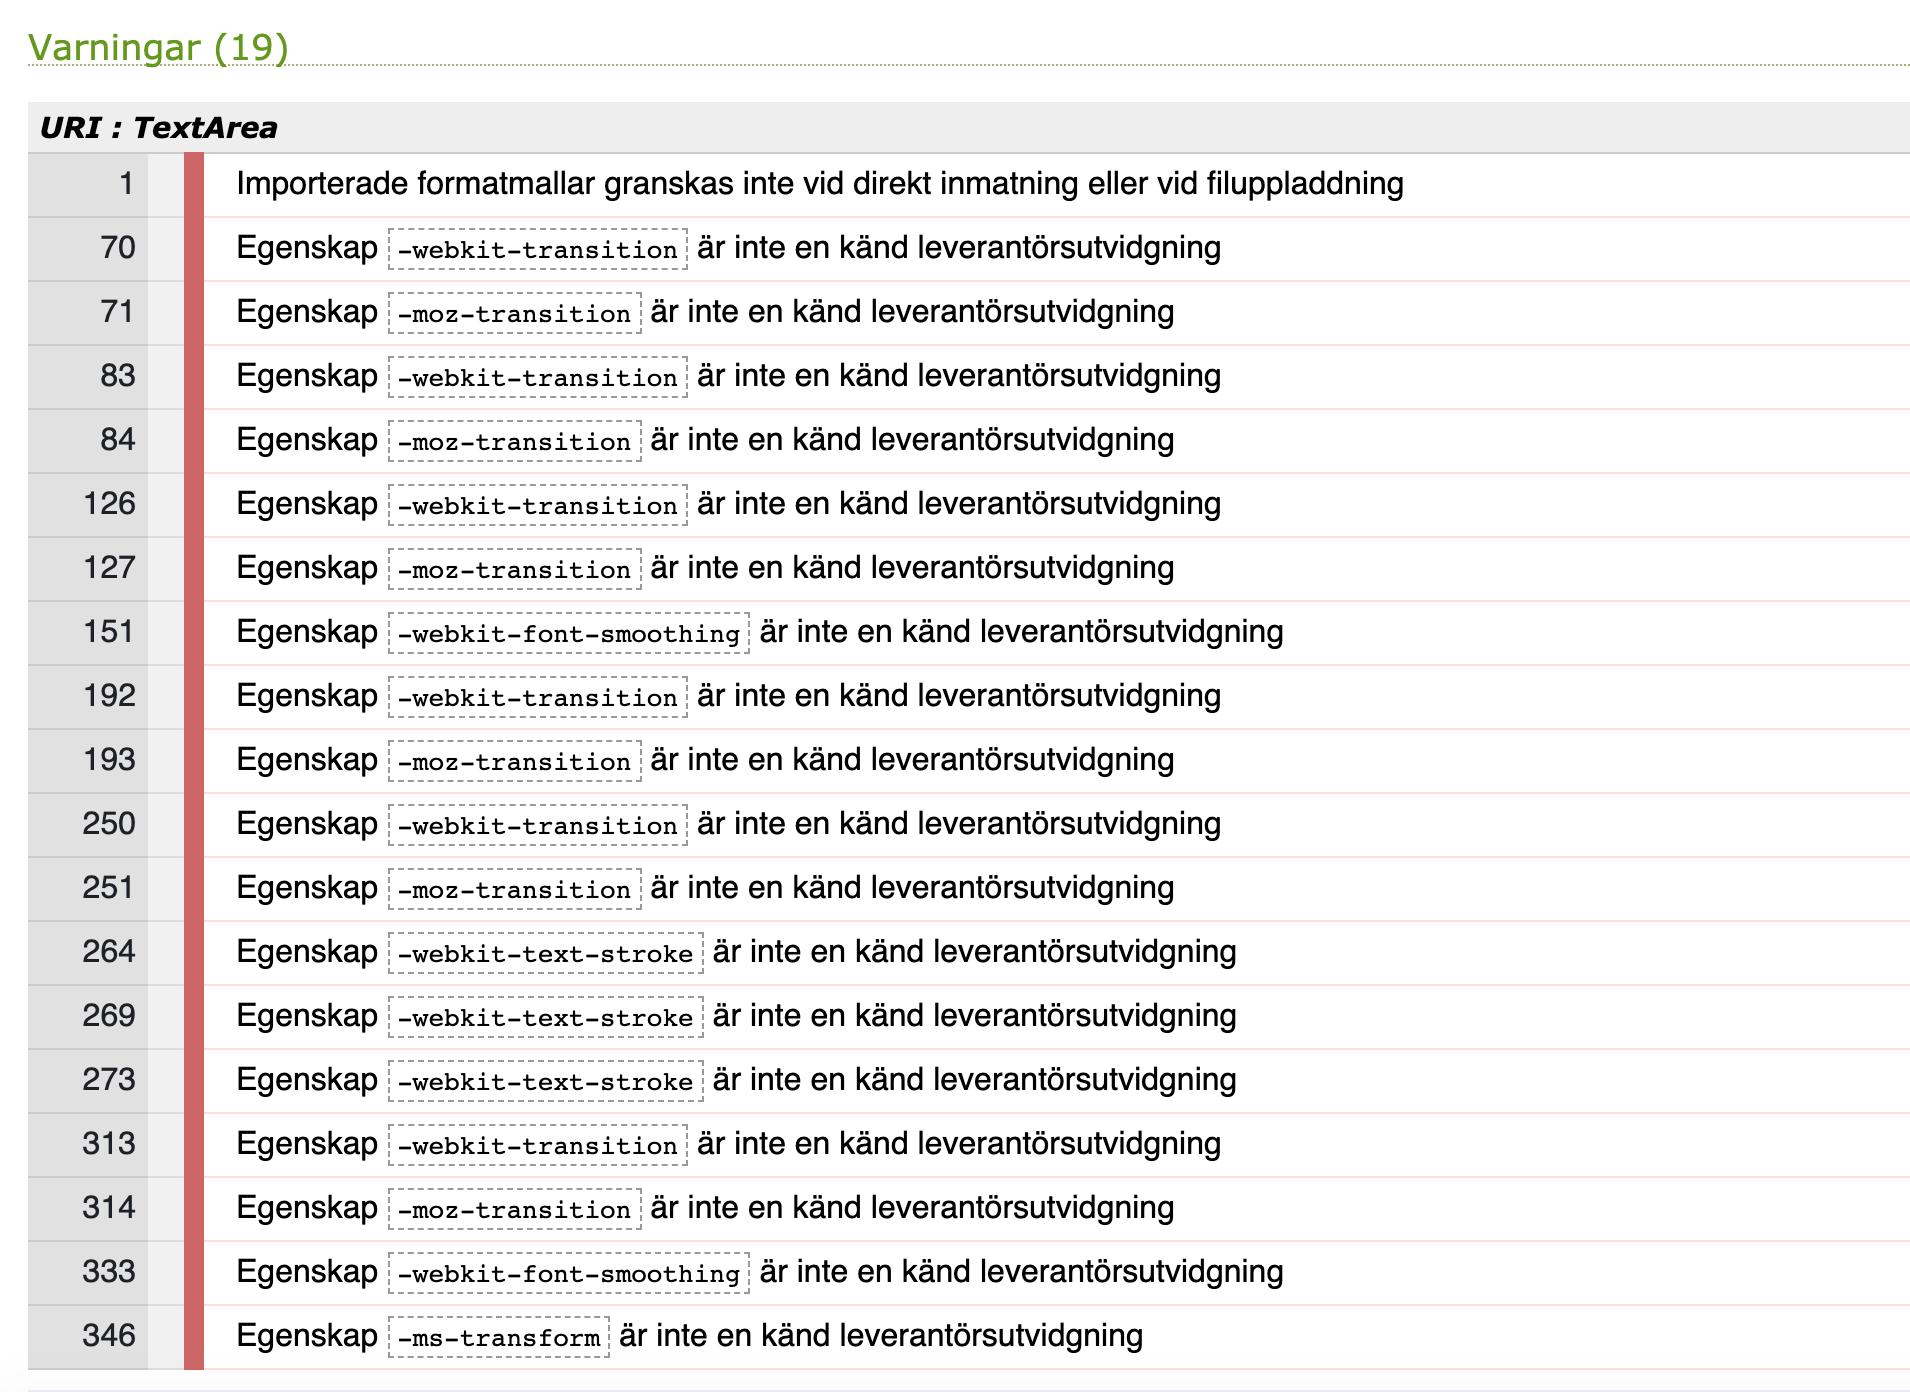 Varningar (19)
URI : TextArea
1 Importerade formatmallar granskas inte vid direkt inmatning eller vid filuppladdning
70 Egenskap -webkit-transition är inte en känd leverantörsutvidgning
71 Egenskap -moz-transition är inte en känd leverantörsutvidgning
83 Egenskap -webkit-transition är inte en känd leverantörsutvidgning
84 Egenskap -moz-transition är inte en känd leverantörsutvidgning
126 Egenskap -webkit-transition är inte en känd leverantörsutvidgning
127 Egenskap -moz-transition är inte en känd leverantörsutvidgning
151 Egenskap -webkit-font-smoothing är inte en känd leverantörsutvidgning
192 Egenskap -webkit-transition är inte en känd leverantörsutvidgning
193 Egenskap -moz-transition är inte en känd leverantörsutvidgning
250 Egenskap -webkit-transition är inte en känd leverantörsutvidgning
251 Egenskap -moz-transition är inte en känd leverantörsutvidgning
264 Egenskap -webkit-text-stroke är inte en känd leverantörsutvidgning
269 Egenskap -webkit-text-stroke är inte en känd leverantörsutvidgning
273 Egenskap -webkit-text-stroke är inte en känd leverantörsutvidgning
313 Egenskap -webkit-transition är inte en känd leverantörsutvidgning
314 Egenskap -moz-transition är inte en känd leverantörsutvidgning
333 Egenskap -webkit-font-smoothing är inte en känd leverantörsutvidgning
346 Egenskap -ms-transform är inte en känd leverantörsutvidgning